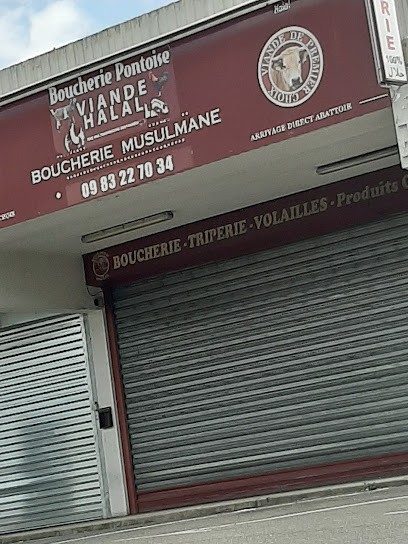 Halal
Boucherie Pontoise
VIANDE
HALAL
BOUCHERIE MUSULMÄNE
09 83 22 70 34
VIANDE DE PREMIER CHOIX
ARRIVAGE DIRECT ABATTOIR
RIE
100%
BOUCHERIE - TRIPERIE - VOLAILLES - Produits